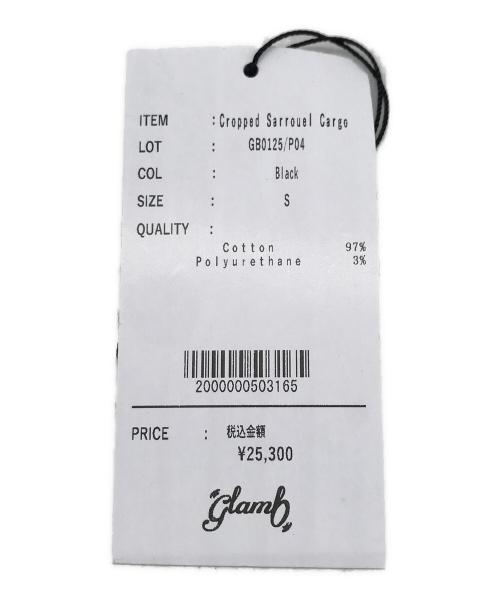 ITEM : Cropped Sarrouel Cargo
LOT : GB0125/P04
COL : Black
SIZE : S
QUALITY :
Cotton 97%
Polyurethane 3%
2000000503165
PRICE : 税込金額
¥25,300
glamb